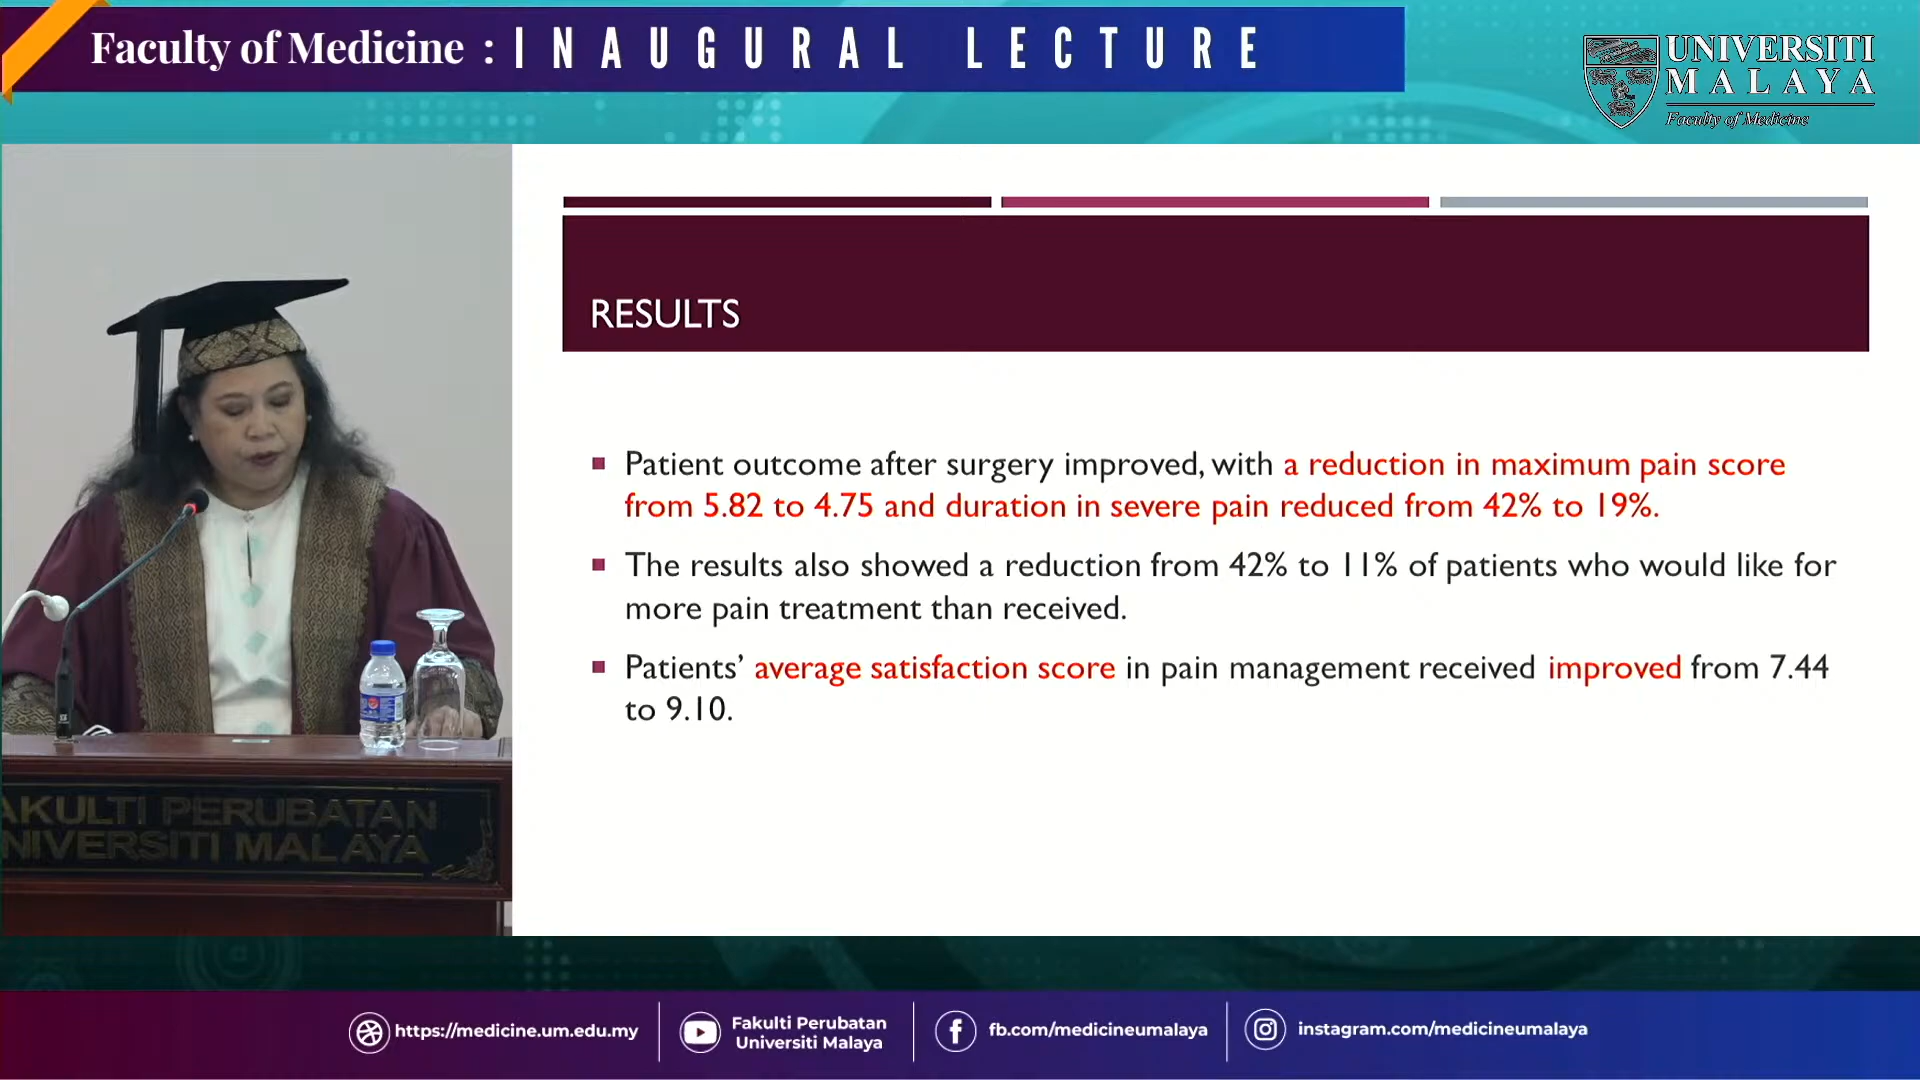 Faculty of Medicine : INAUGURAL LECTURE
UNIVERSITI
MALAYA
Faculty of Medicine
RESULTS
Patient outcome after surgery improved, with a reduction in maximum pain score
from 5.82 to 4.75 and duration in severe pain reduced from 42% to 19%.
The results also showed a reduction from 42% to 11% of patients who would like for
more pain treatment than received.
Patients’ average satisfaction score in pain management received improved from 7.44
to 9.10.
AKULTI PERUBATAN
NIVERSITI MALAYA
https://medicine.um.edu.my
Fakulti Perubatan
Universiti Malaya
fb.com/medicineumalaya
instagram.com/medicineumalaya